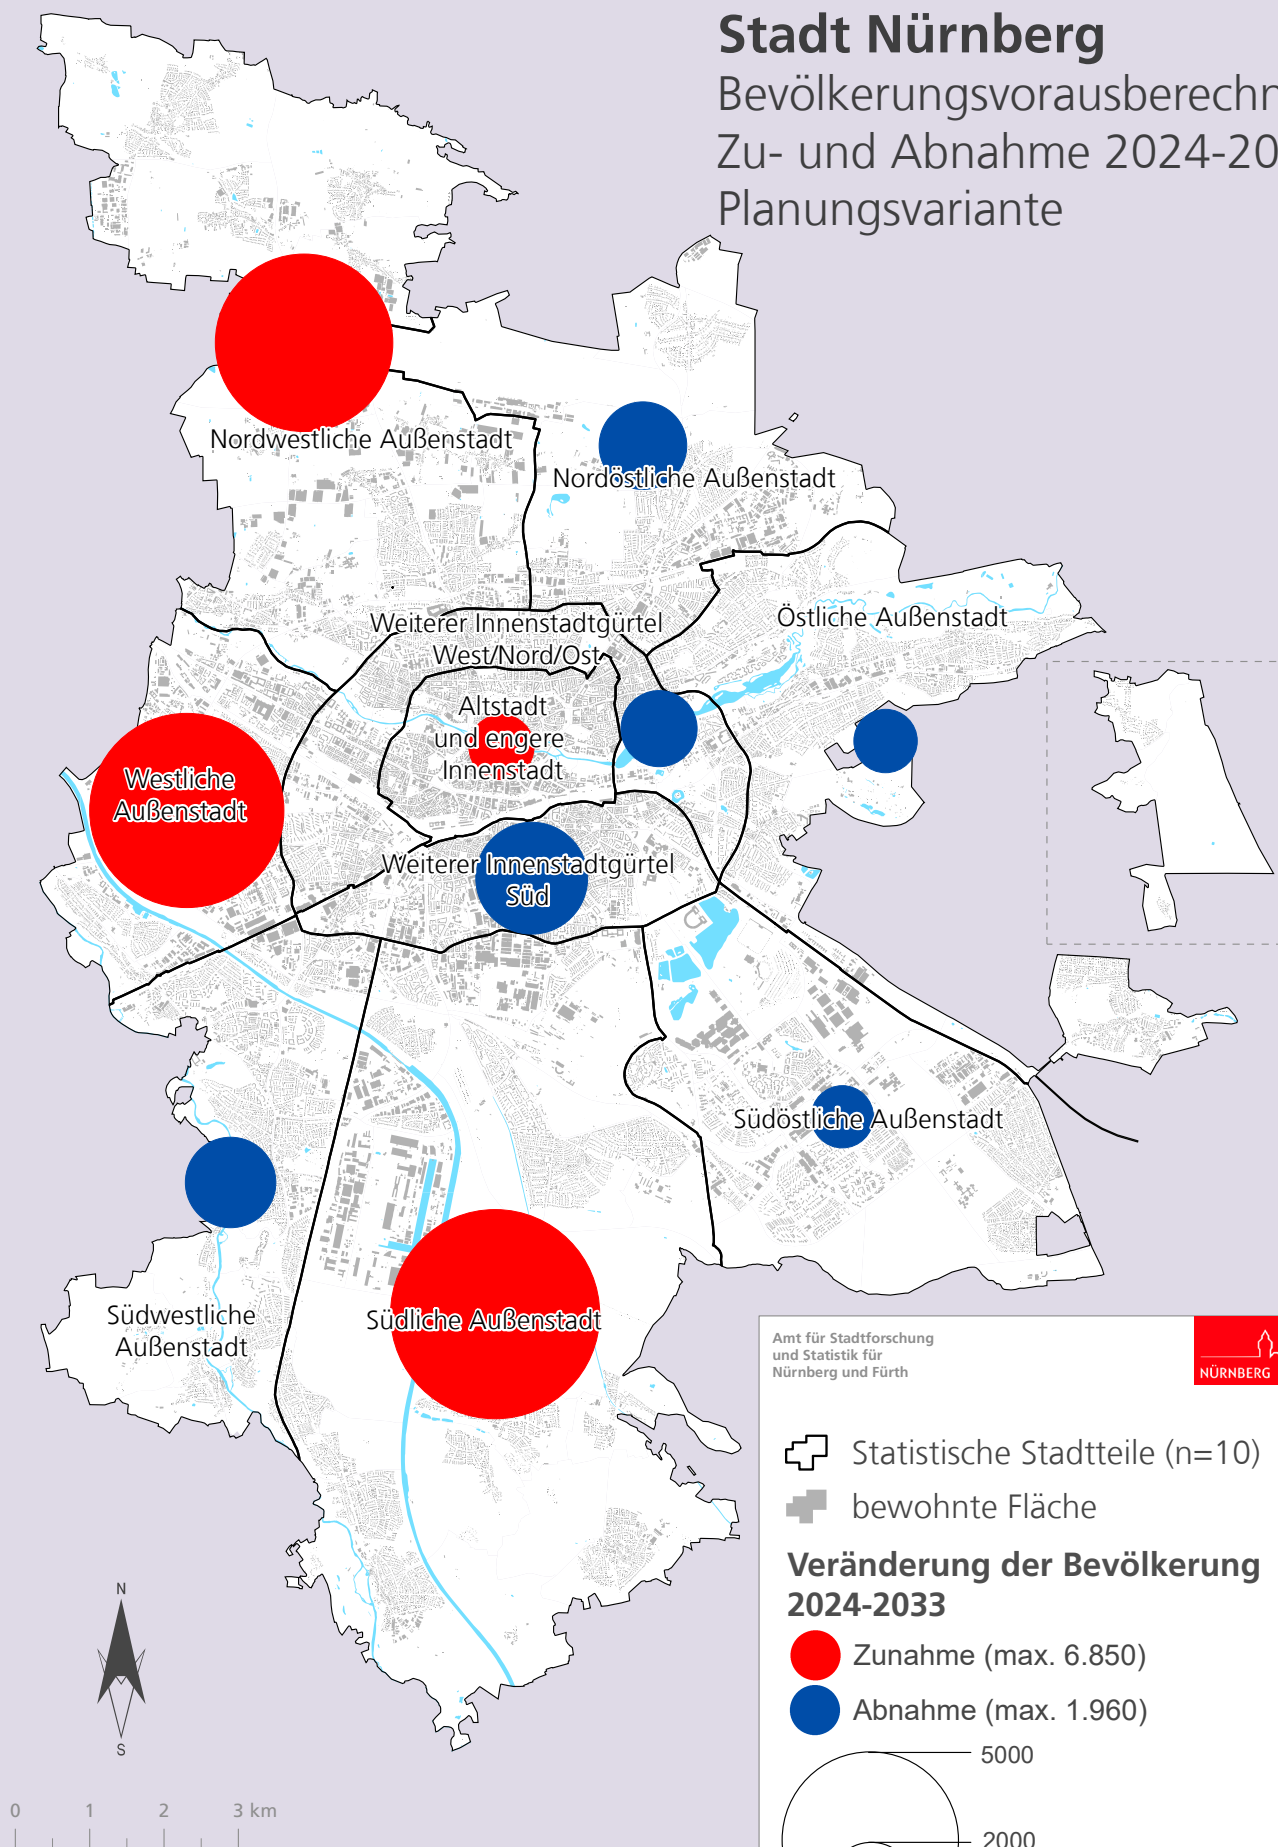 Stadt Nürnberg
Bevölkerungsvorausberechn
Zu- und Abnahme 2024-20
Planungsvariante
Nordwestliche Außenstadt
Nordöstliche Außenstadt
Weiterer Innenstadtgürtel
West/Nord/Ost
Östliche Außenstadt
Altstadt
und engere
Innenstadt
Westliche
Außenstadt
Weiterer Innenstadtgürtel
Süd
Südöstliche Außenstadt
Südwestliche
Außenstadt
Südliche Außenstadt
Amt für Stadtforschung
und Statistik für
Nürnberg und Fürth
NÜRNBERG
Statistische Stadtteile (n=10)
bewohnte Fläche
Veränderung der Bevölkerung
2024-2033
Zunahme (max. 6.850)
Abnahme (max. 1.960)
5000
2000
N
S
0 1 2 3 km